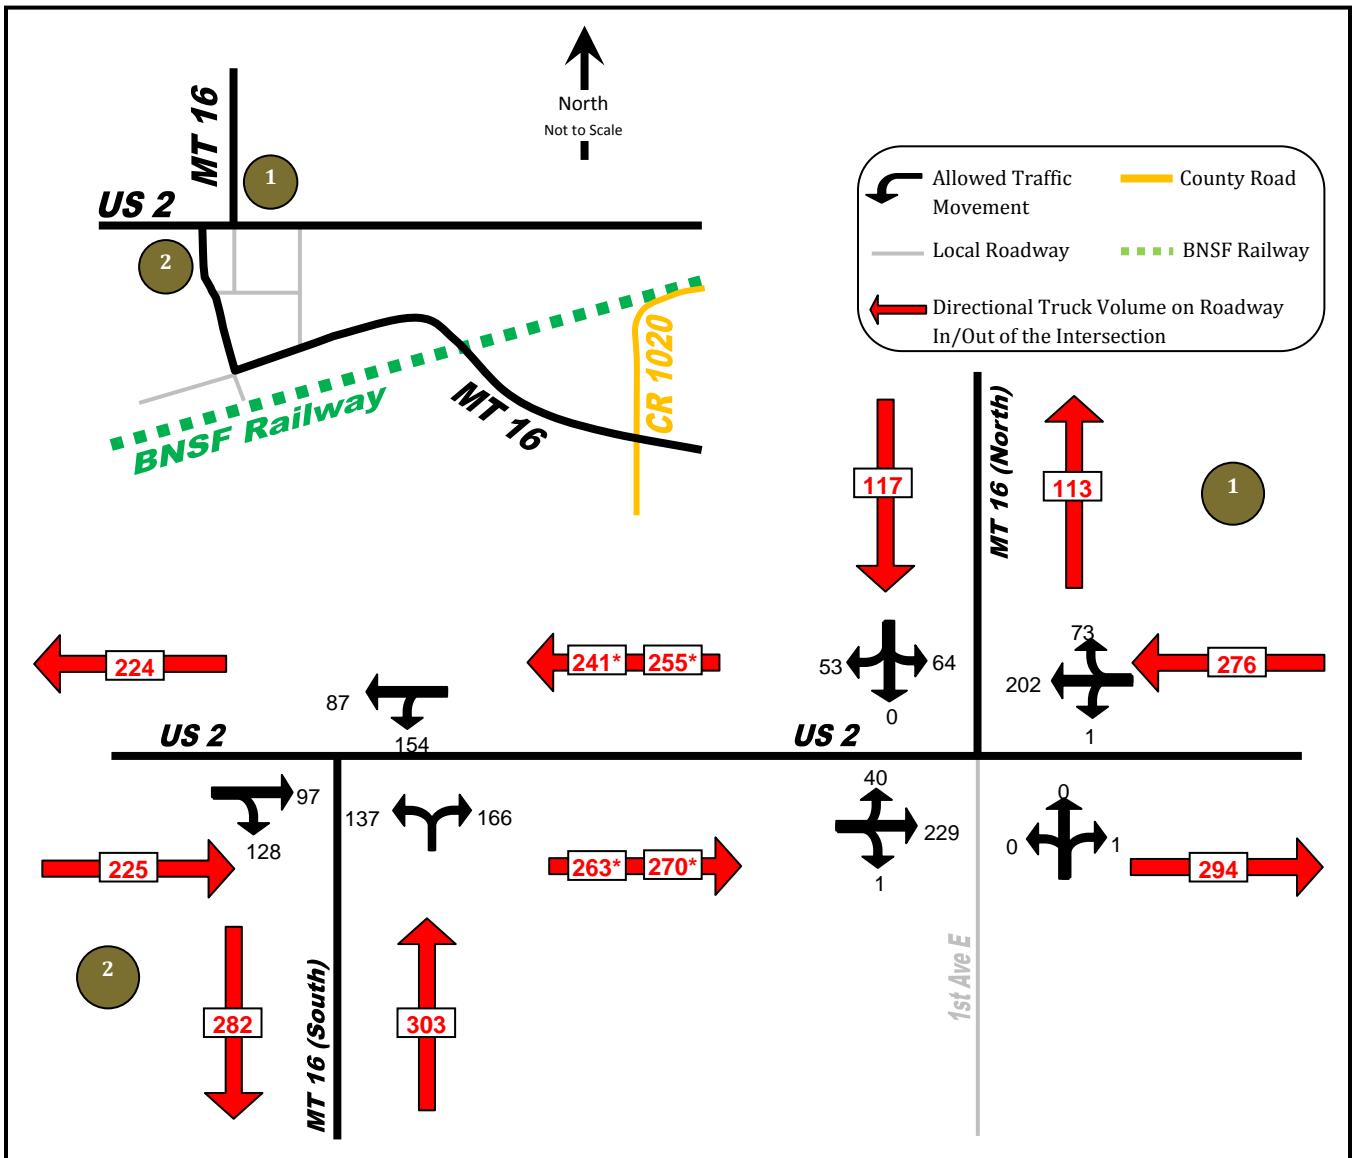 MT 16
1
US 2
2
North
Not to Scale
Allowed Traffic
Movement
County Road
Local Roadway
BNSF Railway
Directional Truck Volume on Roadway
In/Out of the Intersection
CR 1020
MT 16
BNSF Railway
117
MT 16 (North)
113
1
224
241*
255*
53
64
0
73
202
1
276
87
154
US 2
US 2
97
128
137
166
40
229
1
0
0
1
225
263*
270*
294
2
282
MT 16 (South)
303
1st Ave E